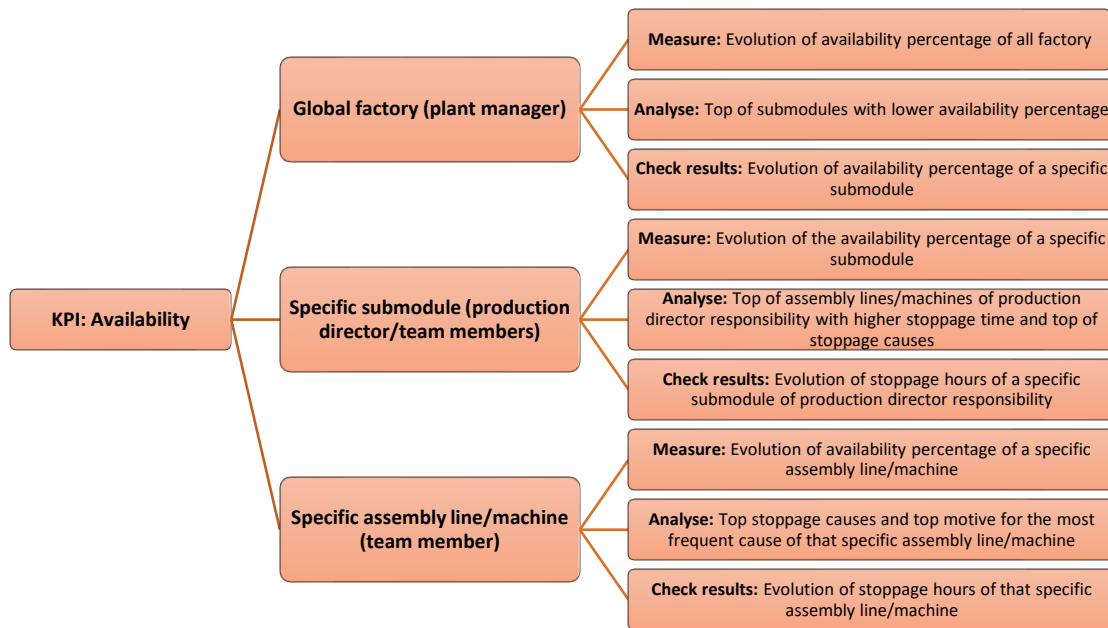 KPI: Availability
Global factory (plant manager)
Measure: Evolution of availability percentage of all factory
Analyse: Top of submodules with lower availability percentage
Check results: Evolution of availability percentage of a specific
submodule
Specific submodule (production
director/team members)
Measure: Evolution of the availability percentage of a specific
submodule
Analyse: Top of assembly lines/machines of production
director responsibility with higher stoppage time and top of
stoppage causes
Check results: Evolution of stoppage hours of a specific
submodule of production director responsibility
Specific assembly line/machine
(team member)
Measure: Evolution of availability percentage of a specific
assembly line/machine
Analyse: Top stoppage causes and top motive for the most
frequent cause of that specific assembly line/machine
Check results: Evolution of stoppage hours of that specific
assembly line/machine